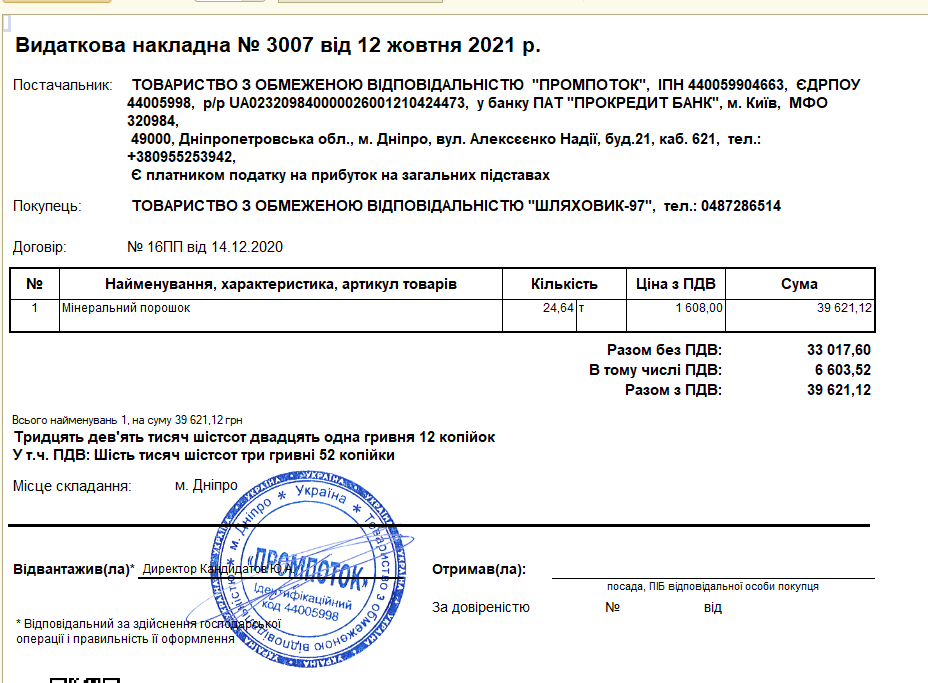 Видаткова накладна № 3007 від 12 жовтня 2021 р.
Постачальник: ТОВАРИСТВО З ОБМЕЖЕНОЮ ВІДПОВІДАЛЬНІСТЮ "ПРОМПОТОК", ІПН 440059904663, ЄДРПОУ
44005998, р/р UA023209840000026001210424473, у банку ПАТ "ПРОКРЕДИТ БАНК", м. Київ, МФО
320984,
49000, Дніпропетровська обл., м. Дніпро, вул. Алексєєнко Надії, буд.21, каб. 621, тел.:
+380955253942,
Є платником податку на прибуток на загальних підставах
Покупець: ТОВАРИСТВО З ОБМЕЖЕНОЮ ВІДПОВІДАЛЬНІСТЮ "ШЛЯХОВИК-97", тел.: 0487286514
Договір: № 16ПП від 14.12.2020
№ Найменування, характеристика, артикул товарів Кількість Ціна з ПДВ Сума
1 Мінеральний порошок 24,64 т 1 608,00 39 621,12
Разом без ПДВ: 33 017,60
В тому числі ПДВ: 6 603,52
Разом з ПДВ: 39 621,12
Всього найменувань 1, на суму 39 621,12 грн
Тридцять дев'ять тисяч шістсот двадцять одна гривня 12 копійок
У т.ч. ПДВ: Шість тисяч шістсот три гривні 52 копійки
Місце складання: м. Дніпро
Відвантажив(ла)* Директор Кандидатов Ю.А.
Отримав(ла):
посада, ПІБ відповідальної особи покупця
За довіреністю № від
* Відповідальний за здійснення господарської
операції і правильність її оформлення
Україна * Товариство з обмеженою відповідальністю * м. Дніпро *
«ПРОМПОТОК»
Ідентифікаційний
код 44005998